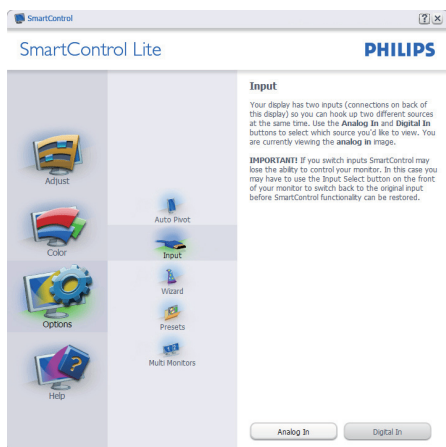 SmartControl
? x
SmartControl Lite
PHILIPS
Adjust
Color
Options
Help
Auto Pivot
Input
Wizard
Presets
Multi Monitors
Input
Your display has two inputs (connections on back of
this display) so you can hook up two different sources
at the same time. Use the Analog In and Digital In
buttons to select which source you'd like to view. You
are currently viewing the analog in image.
IMPORTANT! If you switch inputs SmartControl may
lose the ability to control your monitor. In this case you
may have to use the Input Select button on the front
of your monitor to switch back to the original input
before SmartControl functionality can be restored.
Analog In
Digital In